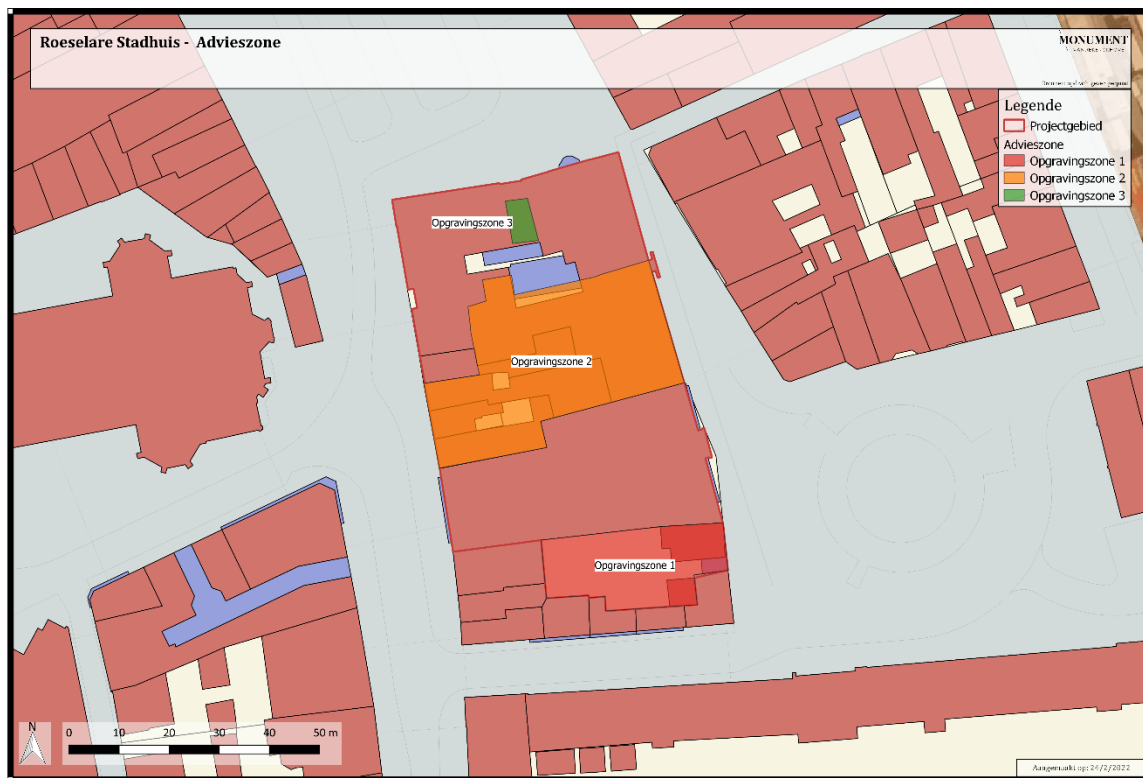 Roeselare Stadhuis - Advieszone
MONUMENT
Legende
Projectgebied
Advieszone
Opgravingszone 1
Opgravingszone 2
Opgravingszone 3
Opgravingszone 3
Opgravingszone 2
Opgravingszone 1
N
0 10 20 30 40 50 m
Aangemaakt op: 24/2/2022